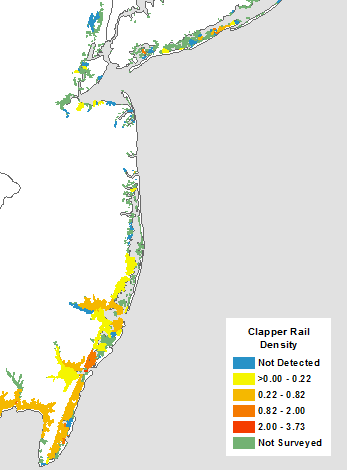 Clapper Rail
Density
Not Detected
>0.00 - 0.22
0.22 - 0.82
0.82 - 2.00
2.00 - 3.73
Not Surveyed